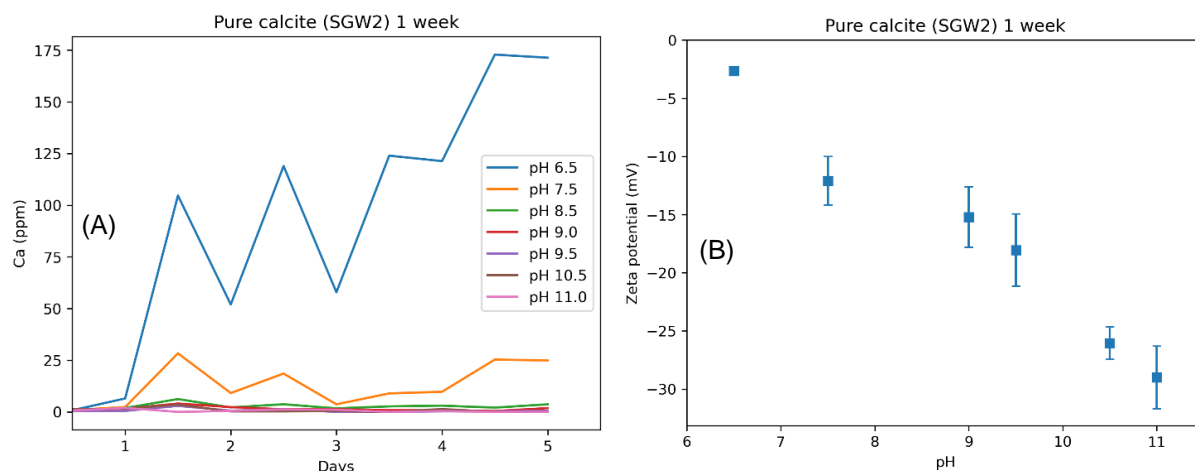 Pure calcite (SGW2) 1 week
175
150
125
100
75
50
25
0
Ca (ppm)
(A)
pH 6.5
pH 7.5
pH 8.5
pH 9.0
pH 9.5
pH 10.5
pH 11.0
1 2 3 4 5
Days
Pure calcite (SGW2) 1 week
0
−5
−10
−15
−20
−25
−30
Zeta potential (mV)
(B)
6 7 8 9 10 11
pH